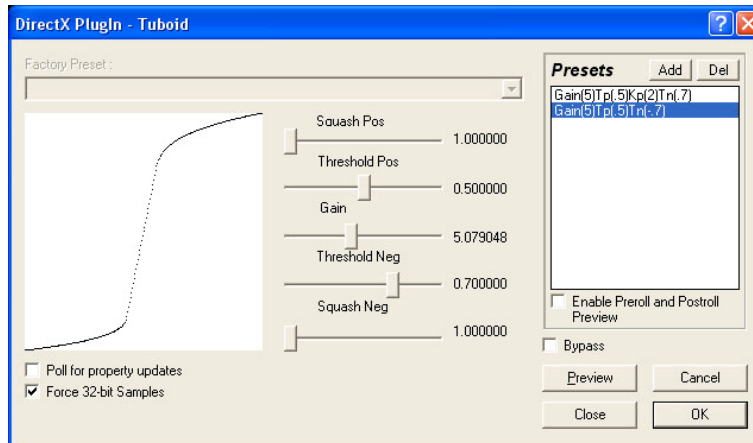 DirectX PlugIn - Tuboid
Factory Preset :
Squash Pos
1.000000
Threshold Pos
0.500000
Gain
5.079048
Threshold Neg
0.700000
Squash Neg
1.000000
Poll for property updates
Force 32-bit Samples
Presets
Add
Del
Gain(5)Tp(.5)Kp(2)Tn(.7)
Gain(5)Tp(.5)Tn(-.7)
Enable Preroll and Postroll
Preview
Bypass
Preview
Cancel
Close
OK